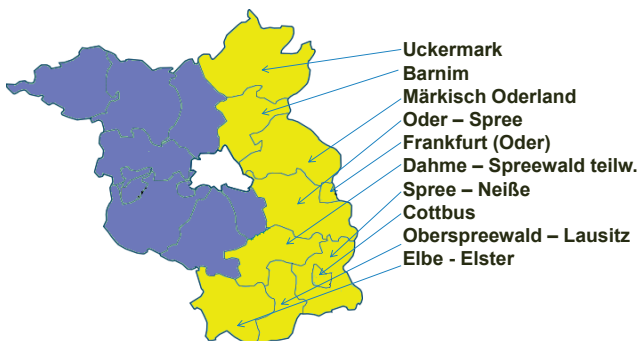 Uckermark
Barnim
Märkisch Oderland
Oder – Spree
Frankfurt (Oder)
Dahme – Spreewald teilw.
Spree – Neiße
Cottbus
Oberspreewald – Lausitz
Elbe - Elster